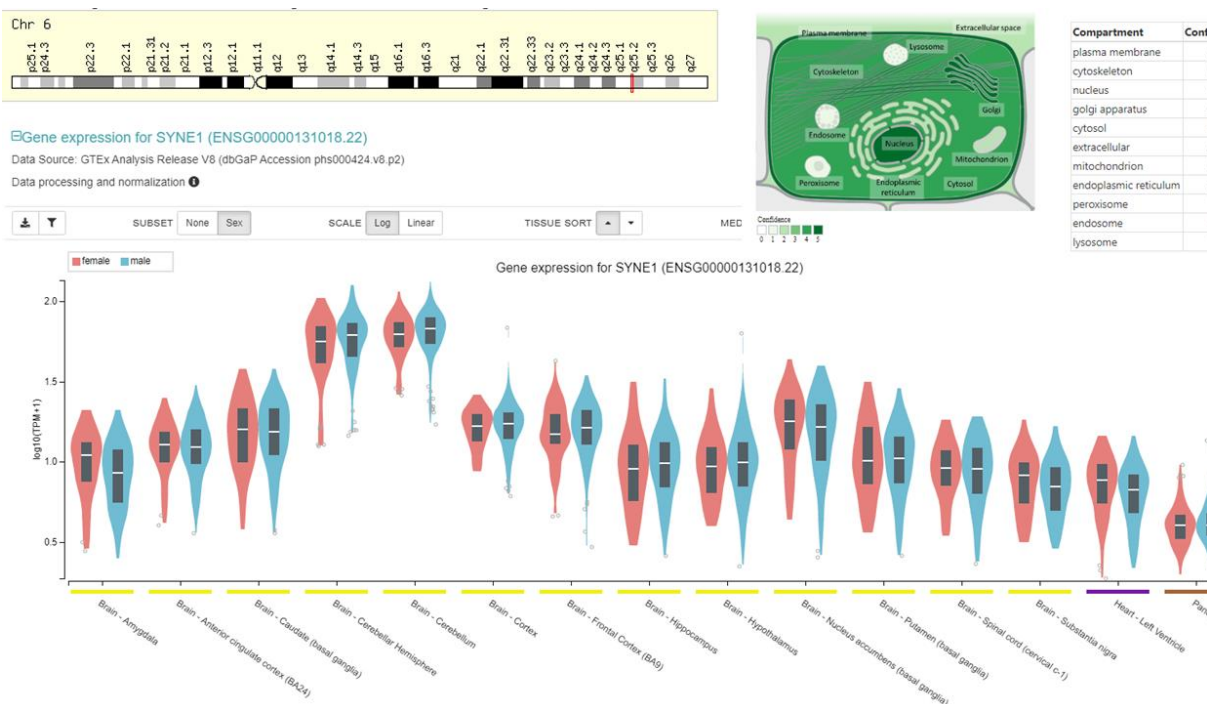 Chr 6
p25.1
p24.3
p22.3
p22.1
p21.31
p21.2
p21.1
p12.3
p12.1
q11.1
q12
q13
q14.1
q14.3
q15
q16.1
q16.3
q21
q22.1
q22.31
q22.33
q23.2
q23.3
q24.1
q24.2
q24.3
q25.1
q25.2
q25.3
q26
q27
Gene expression for SYNE1 (ENSG00000131018.22)
Data Source: GTEx Analysis Release V8 (dbGaP Accession phs000424.v8.p2)
Data processing and normalization
SUBSET None Sex SCALE Log Linear TISSUE SORT MED
Plasma membrane
Extracellular space
Lysosome
Cytoskeleton
Golgi
Endosome
Nucleus
Mitochondrion
Peroxisome
Endoplasmic reticulum
Cytosol
Confidence
0 1 2 3 4 5
Compartment Conf
plasma membrane
cytoskeleton
nucleus
golgi apparatus
cytosol
extracellular
mitochondrion
endoplasmic reticulum
peroxisome
endosome
lysosome
female male
Gene expression for SYNE1 (ENSG00000131018.22)
log10(TPM+1)
2.0
1.5
1.0
0.5
Brain - Amygdala
Brain - Anterior cingulate cortex (BA24)
Brain - Caudate (basal ganglia)
Brain - Cerebellar Hemisphere
Brain - Cerebellum
Brain - Cortex
Brain - Frontal Cortex (BA9)
Brain - Hippocampus
Brain - Hypothalamus
Brain - Nucleus accumbens (basal ganglia)
Brain - Putamen (basal ganglia)
Brain - Spinal cord (cervical c-1)
Brain - Substantia nigra
Heart - Left Ventricle
Panc